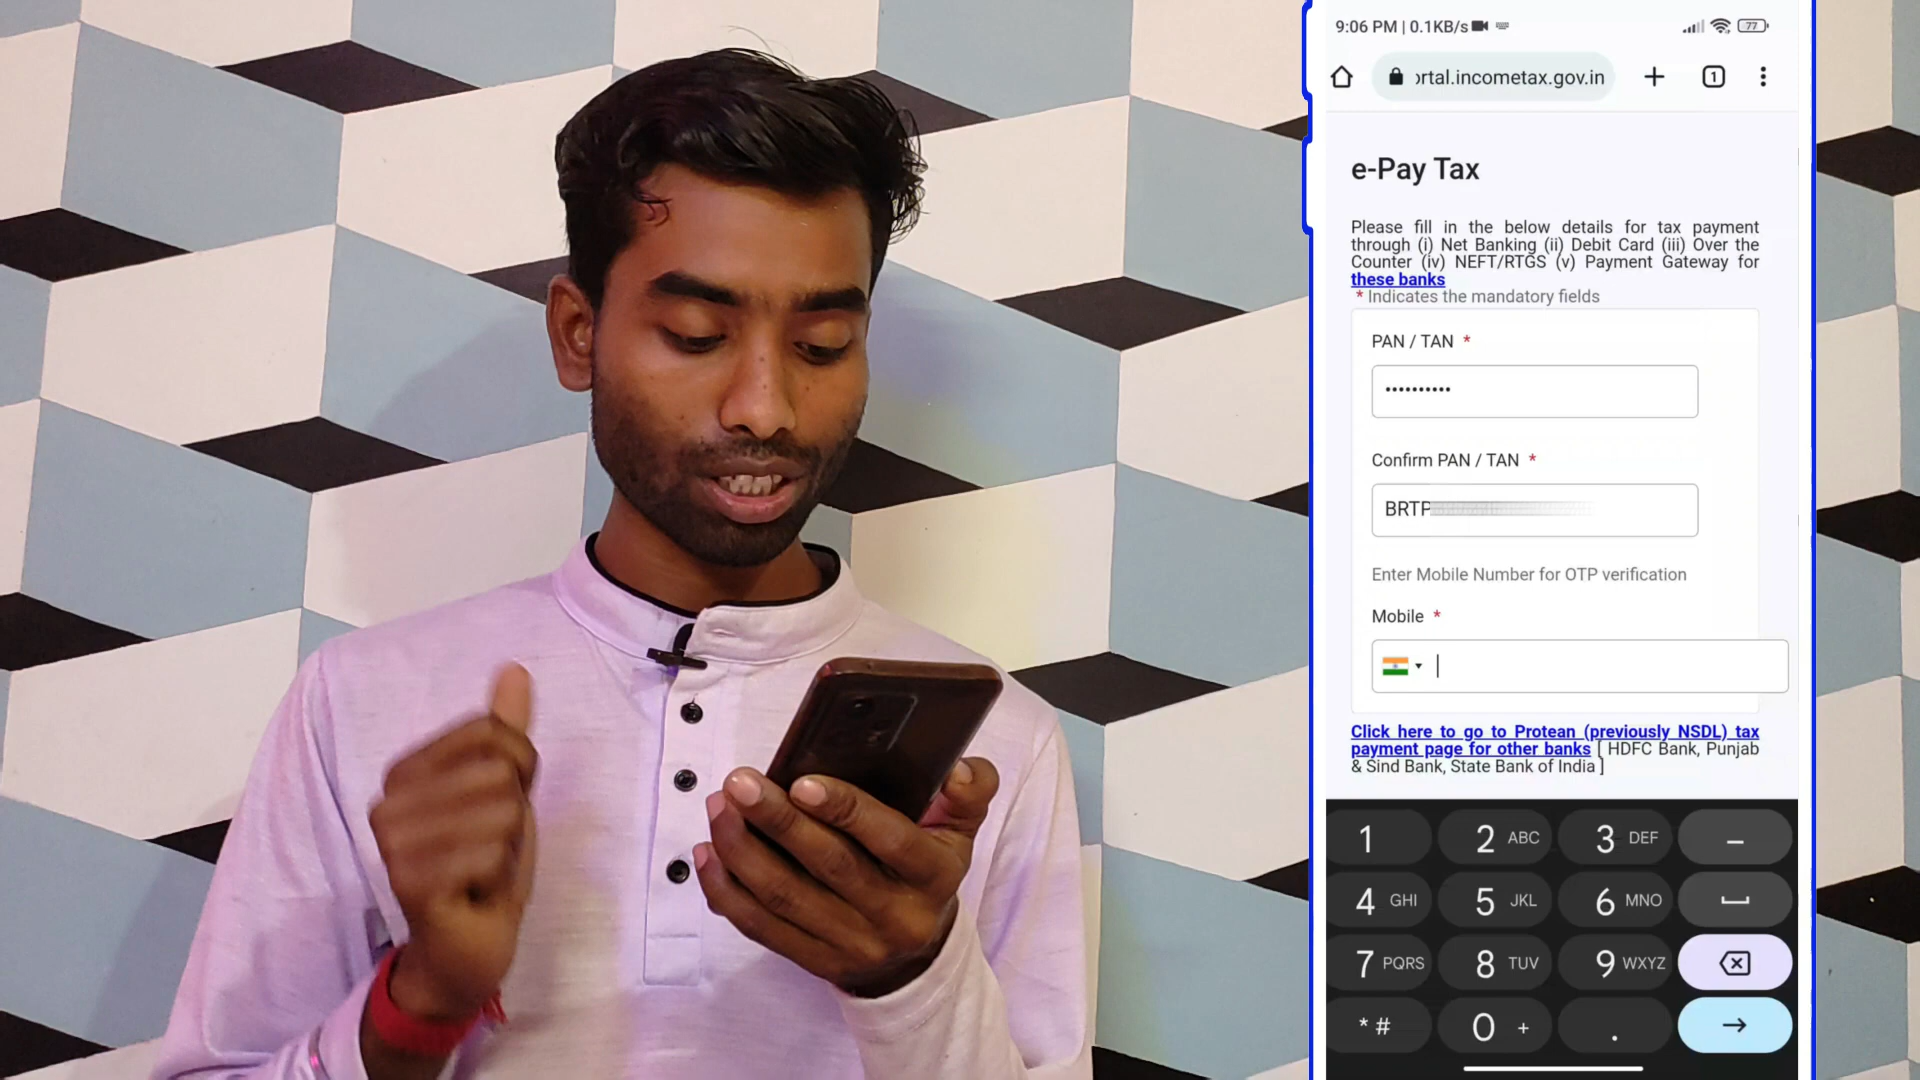 9:06 PM | 0.1KB/s
77
ortal.incometax.gov.in
1
e-Pay Tax
Please fill in the below details for tax payment
through (i) Net Banking (ii) Debit Card (iii) Over the
Counter (iv) NEFT/RTGS (v) Payment Gateway for
these banks
* Indicates the mandatory fields
PAN / TAN *
••••••••••
Confirm PAN / TAN *
BRTP
Enter Mobile Number for OTP verification
Mobile *
Click here to go to Protean (previously NSDL) tax
payment page for other banks [ HDFC Bank, Punjab
& Sind Bank, State Bank of India ]
1 2 ABC 3 DEF –
4 GHI 5 JKL 6 MNO
7 PQRS 8 TUV 9 WXYZ
* # 0 + .